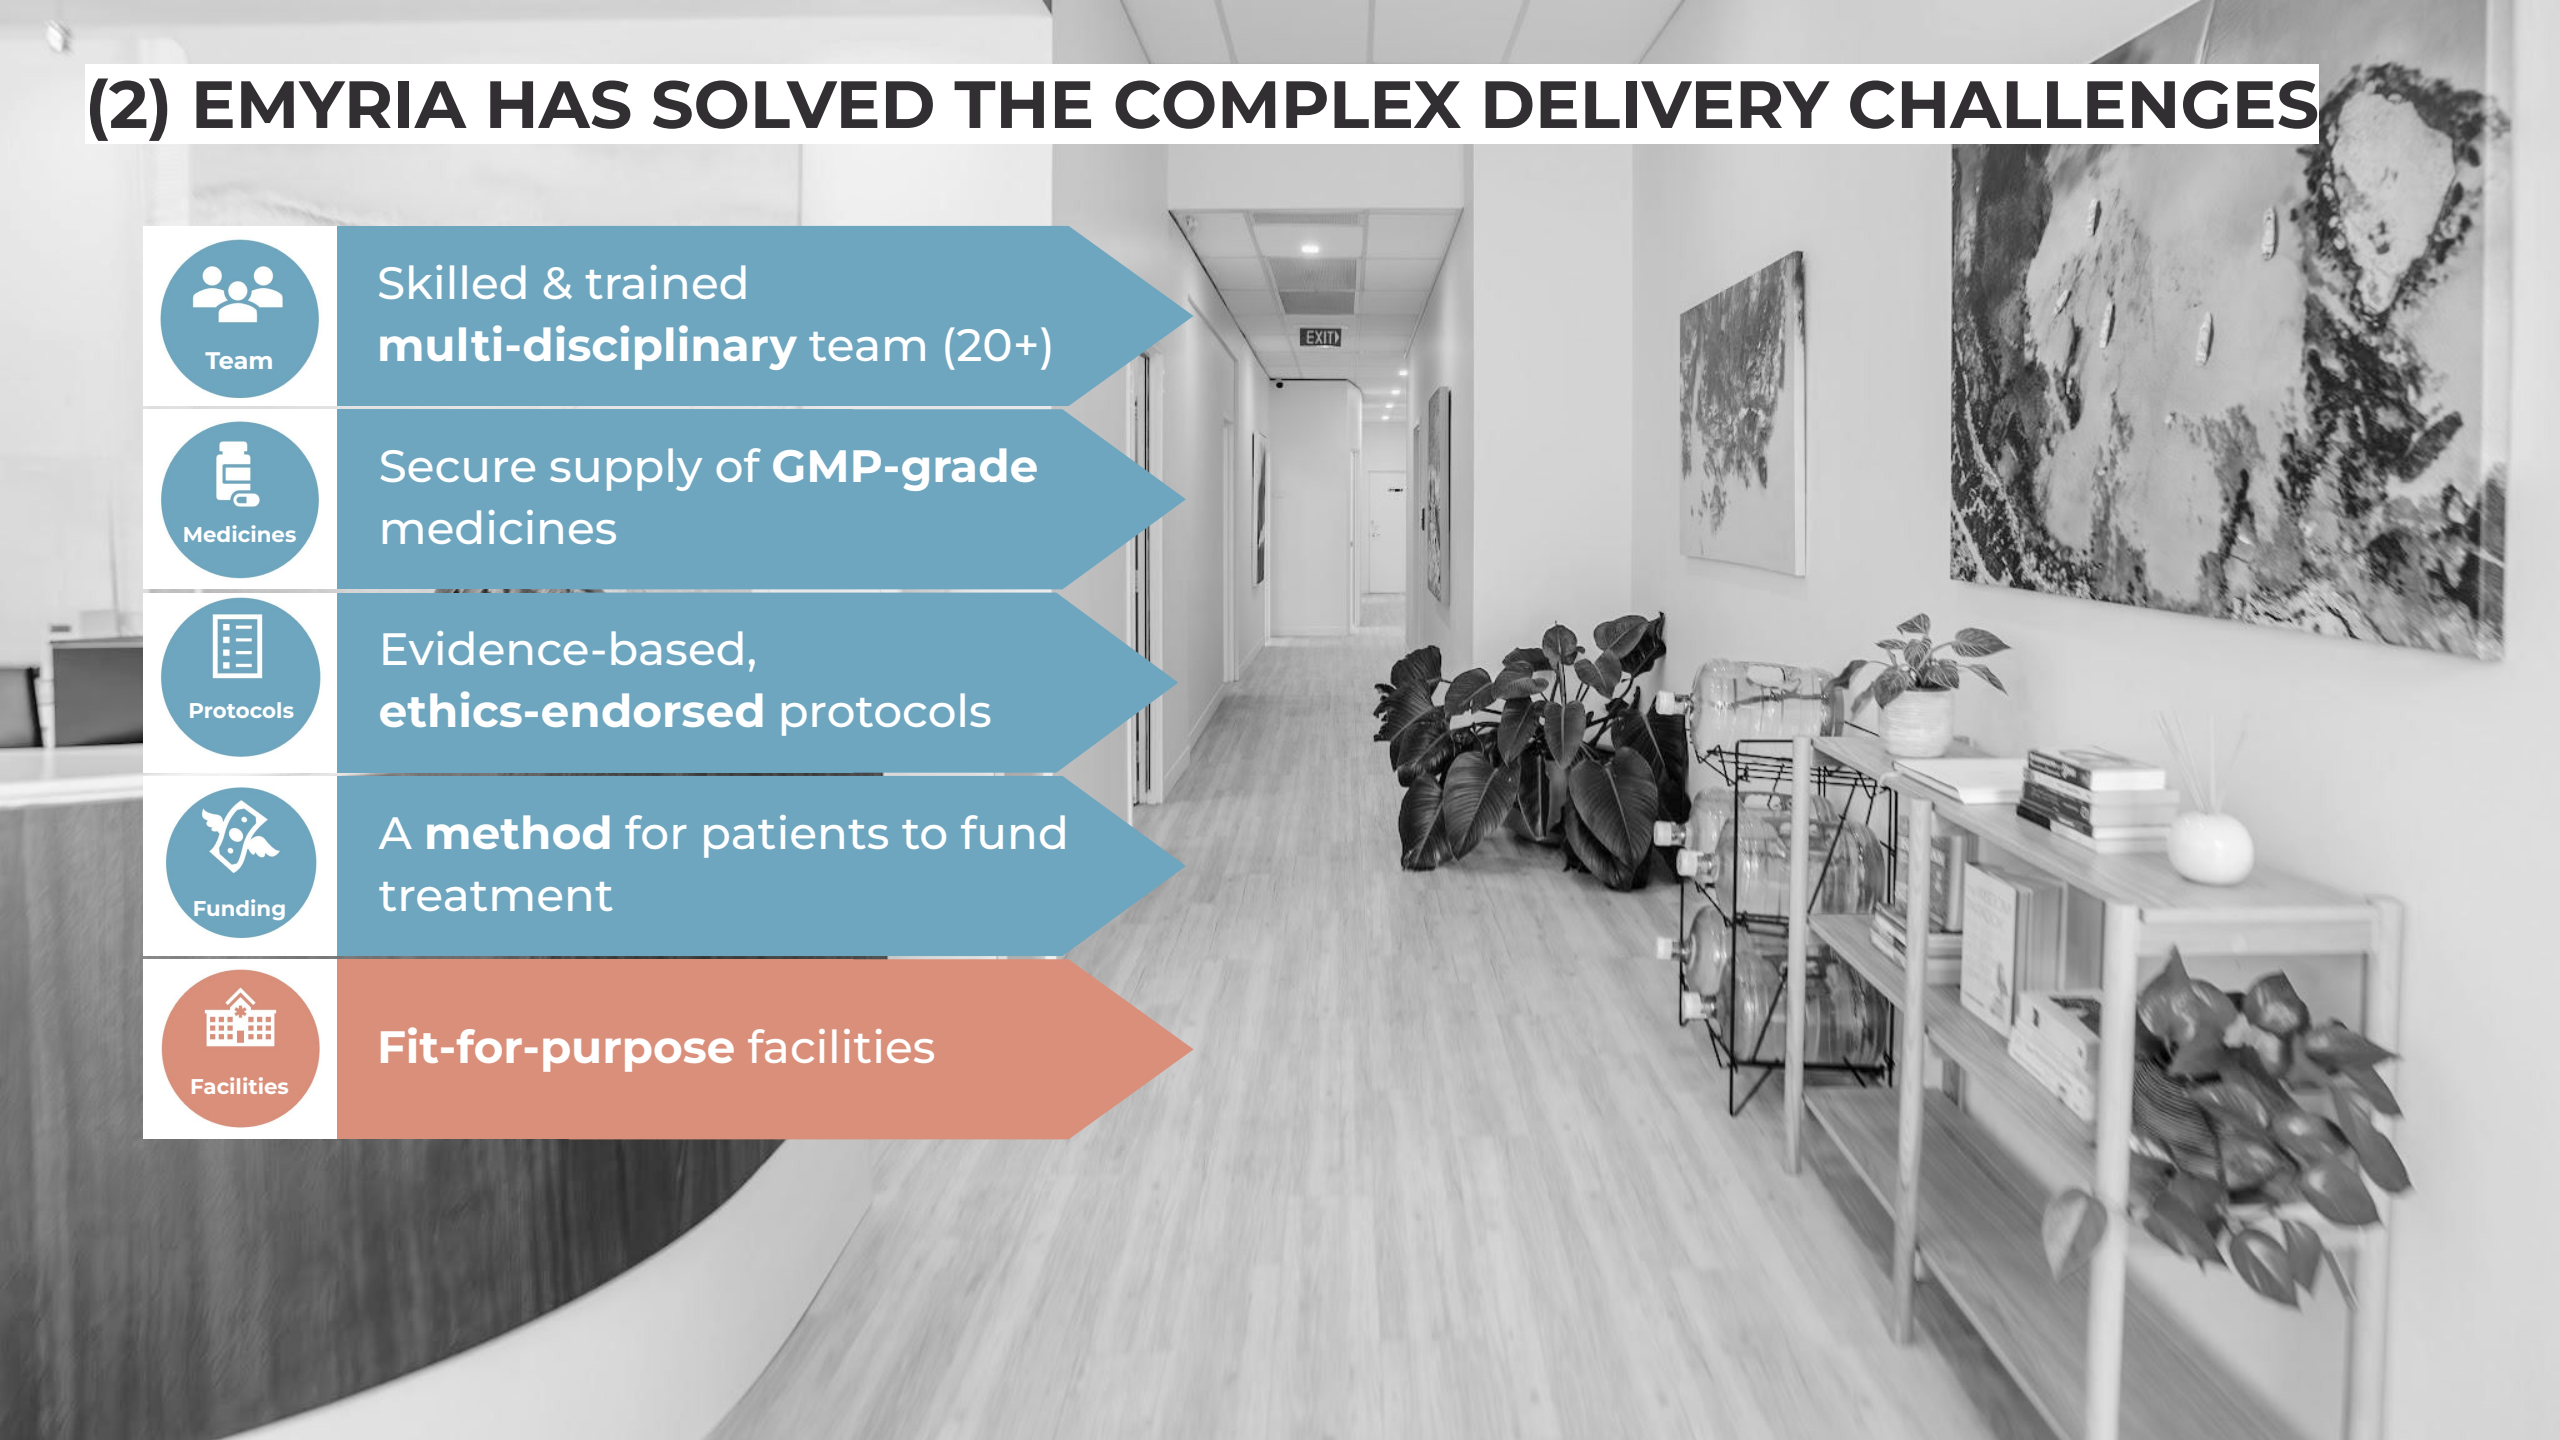 (2) EMYRIA HAS SOLVED THE COMPLEX DELIVERY CHALLENGES
Team
Skilled & trained
multi-disciplinary team (20+)
Medicines
Secure supply of GMP-grade
medicines
Protocols
Evidence-based,
ethics-endorsed protocols
Funding
A method for patients to fund
treatment
Facilities
Fit-for-purpose facilities
EXIT